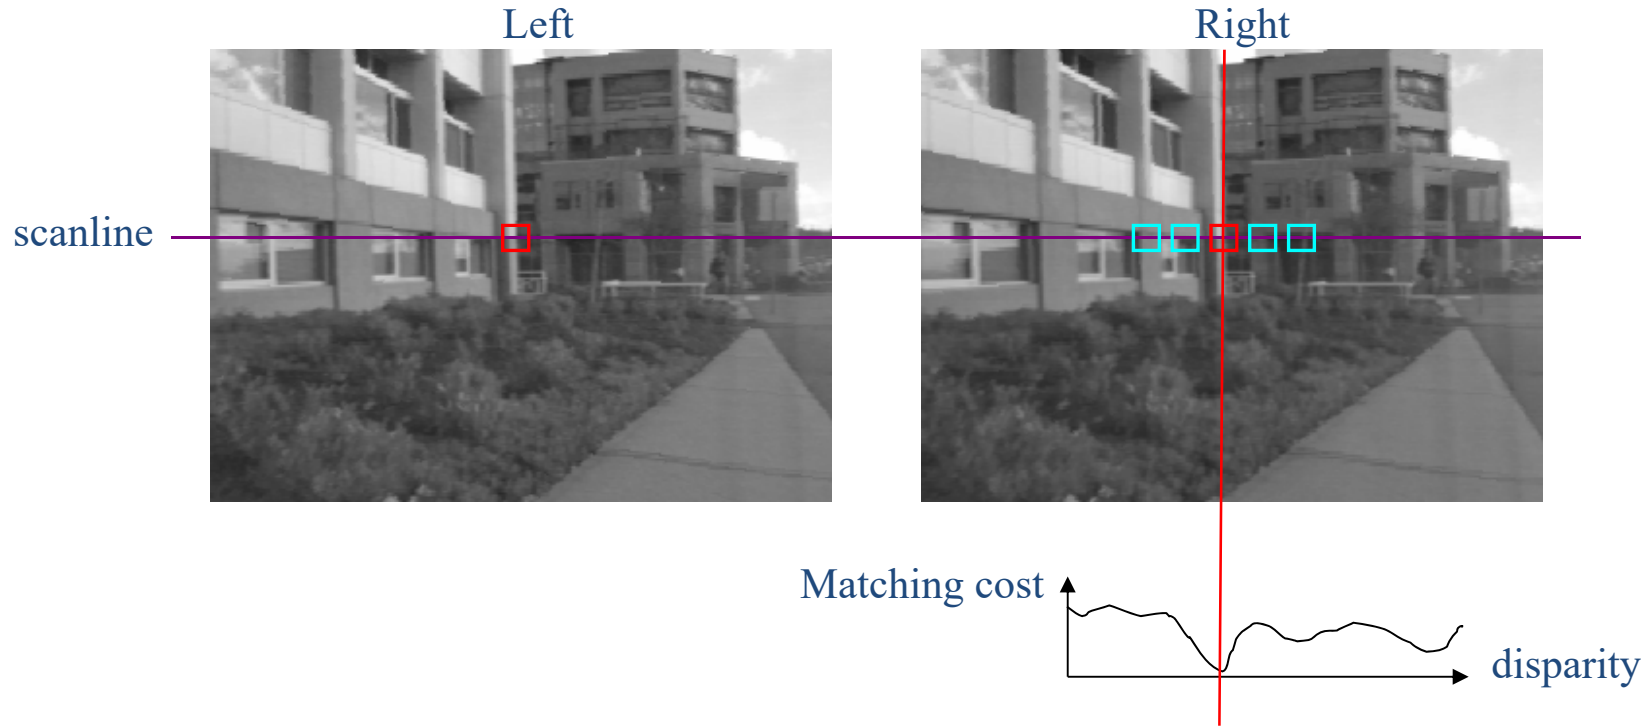 Left
Right
scanline
Matching cost
disparity